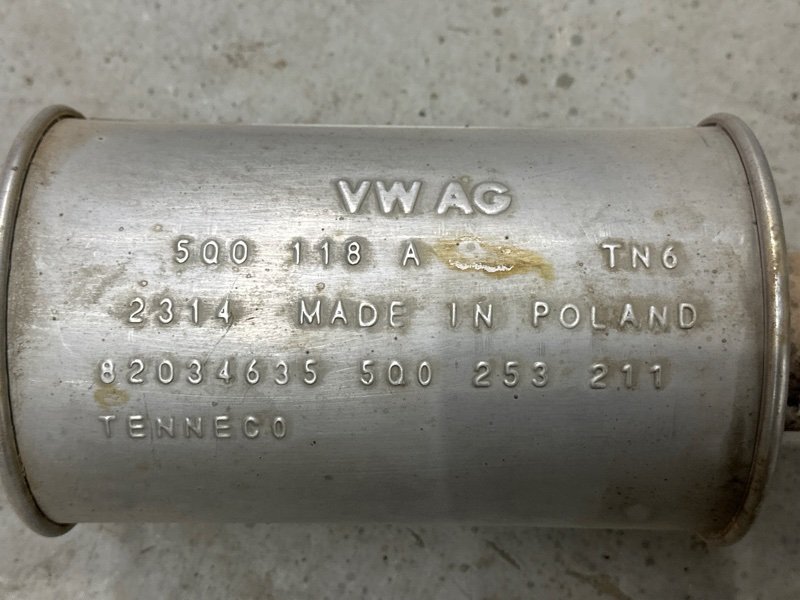 VW AG
5Q0 118 A TN6
2314 MADE IN POLAND
82034635 5Q0 253 211
TENNECO